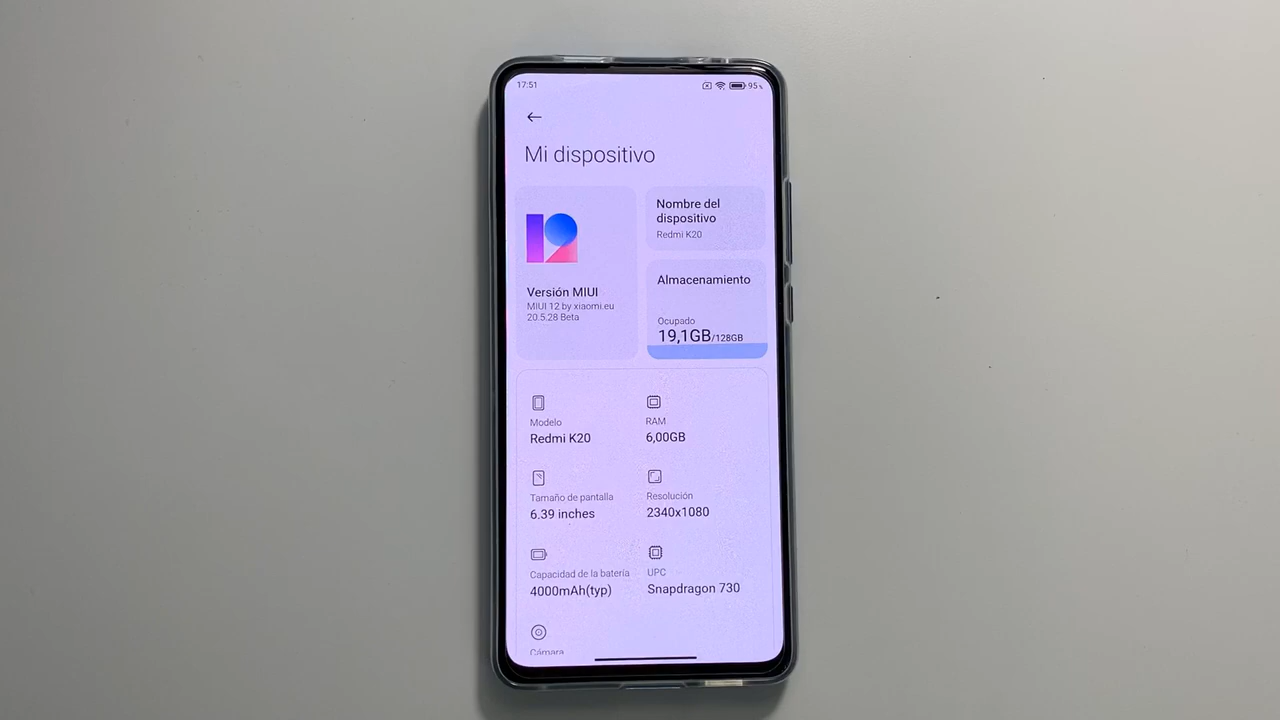 17:51
95%
Mi dispositivo
12
Versión MIUI
MIUI 12 by xiaomi.eu
20.5.28 Beta
Nombre del
dispositivo
Redmi K20
Almacenamiento
Ocupado
19,1GB/128GB
Modelo
Redmi K20
RAM
6,00GB
Tamaño de pantalla
6.39 inches
Resolución
2340x1080
Capacidad de la batería
4000mAh(typ)
UPC
Snapdragon 730
Cámara